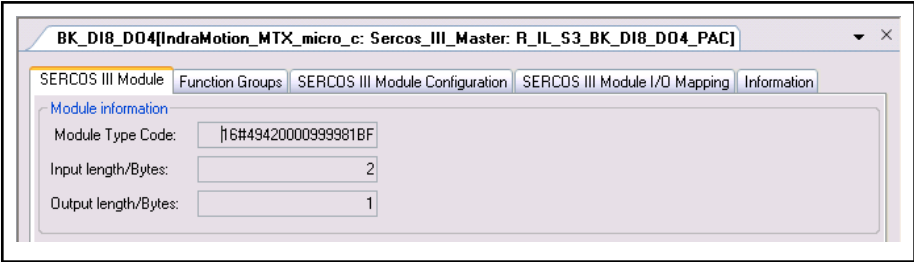 BK_DI8_DO4[IndraMotion_MTX_micro_c: Sercos_III_Master: R_IL_S3_BK_DI8_DO4_PAC]
SERCOS III Module Function Groups SERCOS III Module Configuration SERCOS III Module I/O Mapping Information
Module information
Module Type Code: 16#49420000999981BF
Input length/Bytes: 2
Output length/Bytes: 1